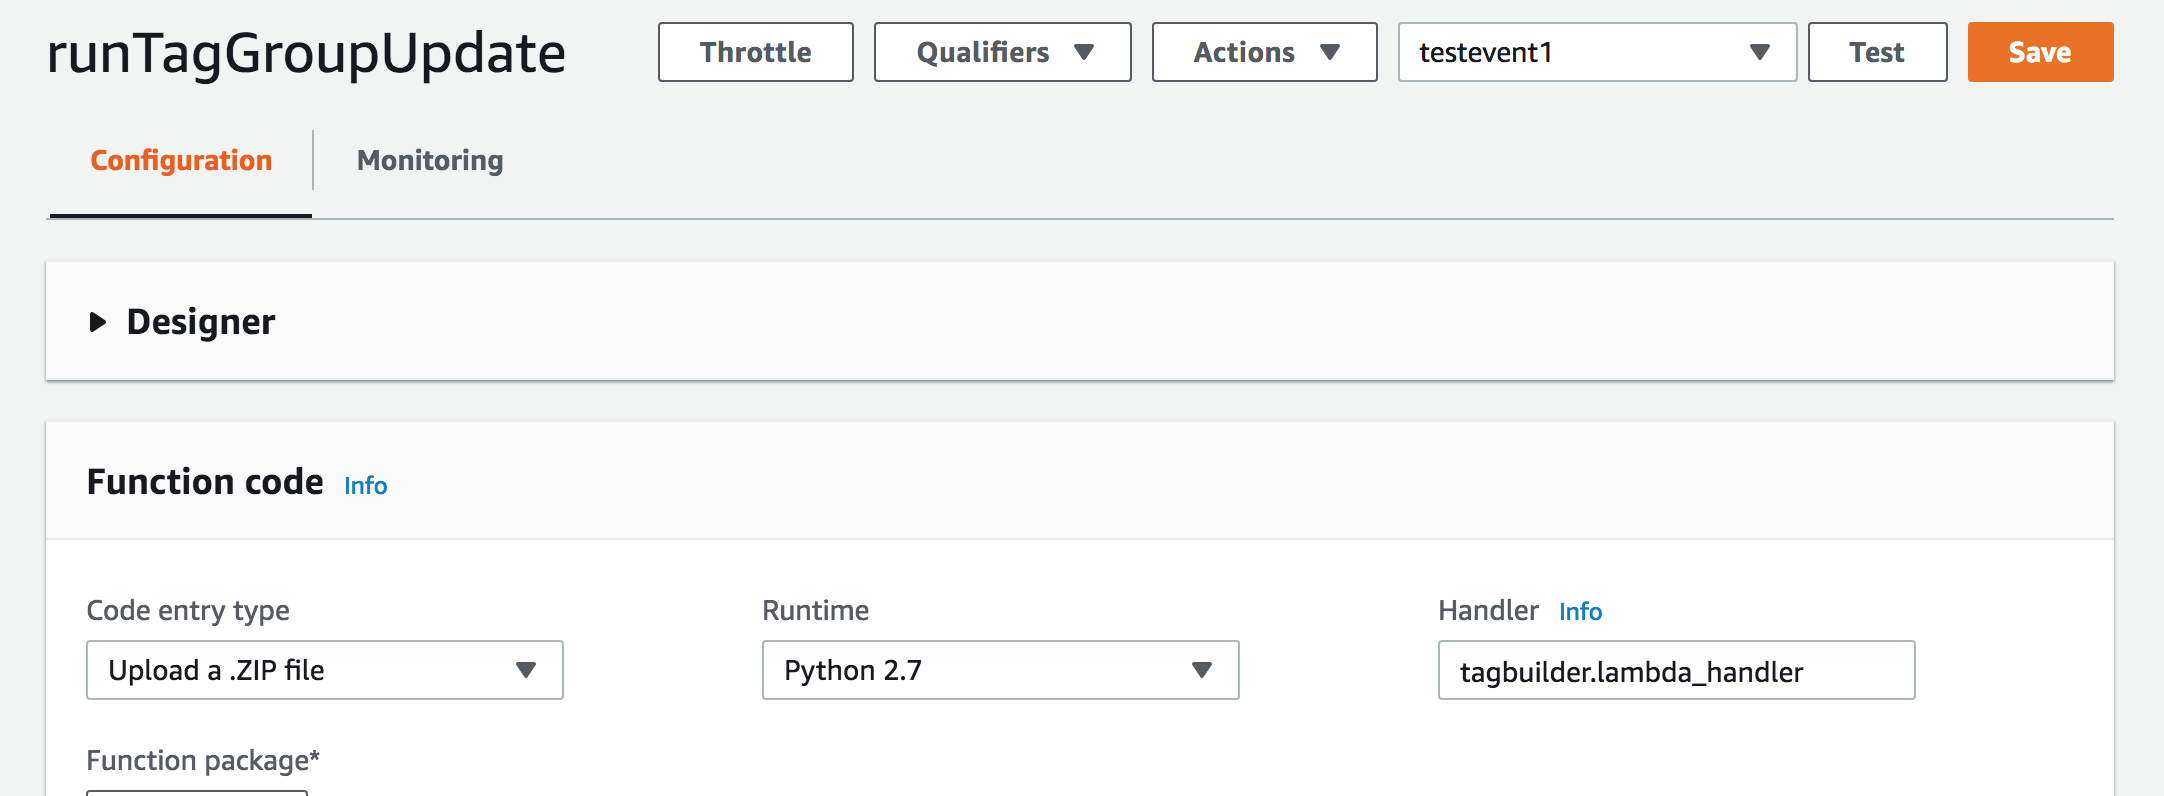 runTagGroupUpdate Throttle Qualifiers Actions testevent1 Test Save
Configuration Monitoring
Designer
Function code Info
Code entry type Runtime Handler Info
Upload a .ZIP file Python 2.7 tagbuilder.lambda_handler
Function package*